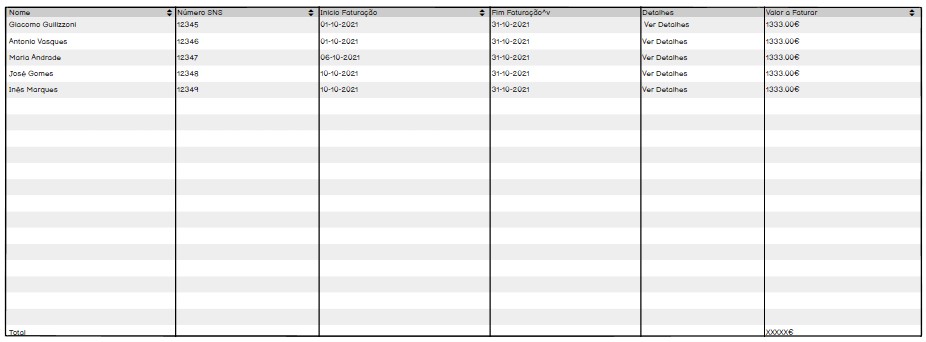 Nome Número SNS Inicio Faturação Fim Faturação^v Detalhes Valor a Faturar
Giacomo Guilizzoni 12345 01-10-2021 31-10-2021 Ver Detalhes 1333.00€
António Vasques 12346 01-10-2021 31-10-2021 Ver Detalhes 1333.00€
Maria Andrade 12347 06-10-2021 31-10-2021 Ver Detalhes 1333.00€
José Gomes 12348 10-10-2021 31-10-2021 Ver Detalhes 1333.00€
Inês Marques 12349 10-10-2021 31-10-2021 Ver Detalhes 1333.00€
Total XXXXX€